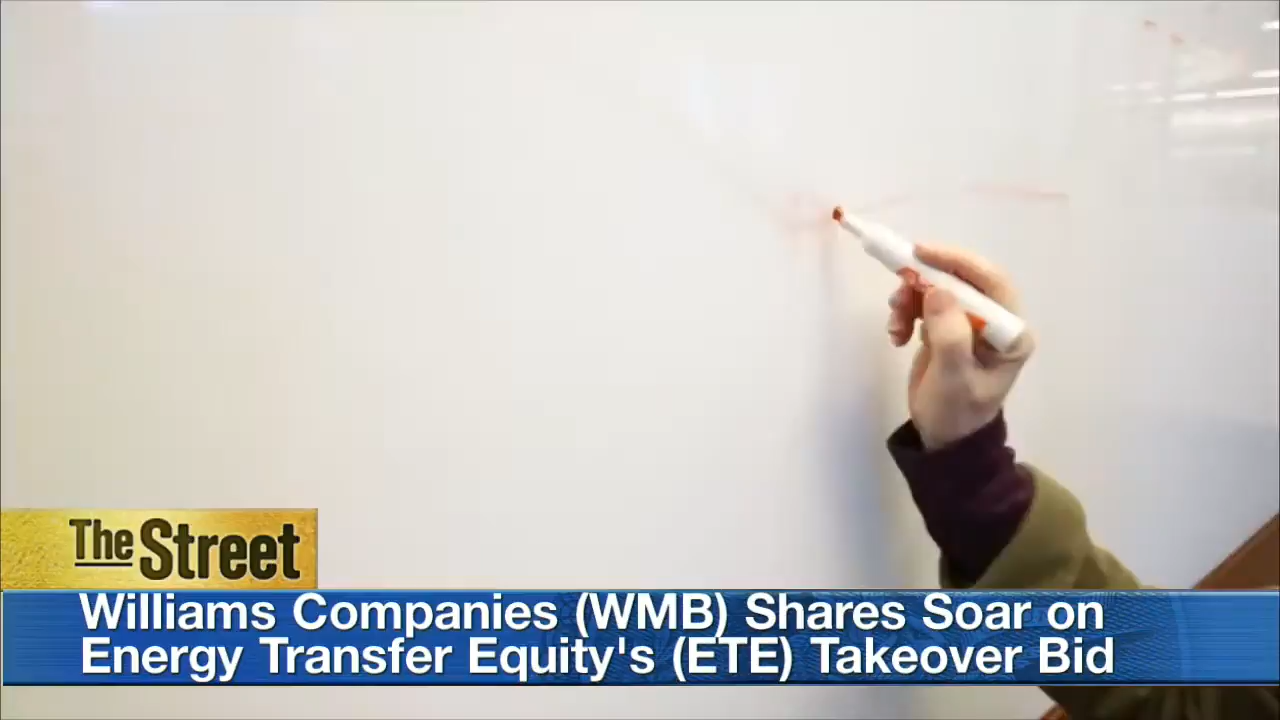 The Street
Williams Companies (WMB) Shares Soar on
Energy Transfer Equity's (ETE) Takeover Bid